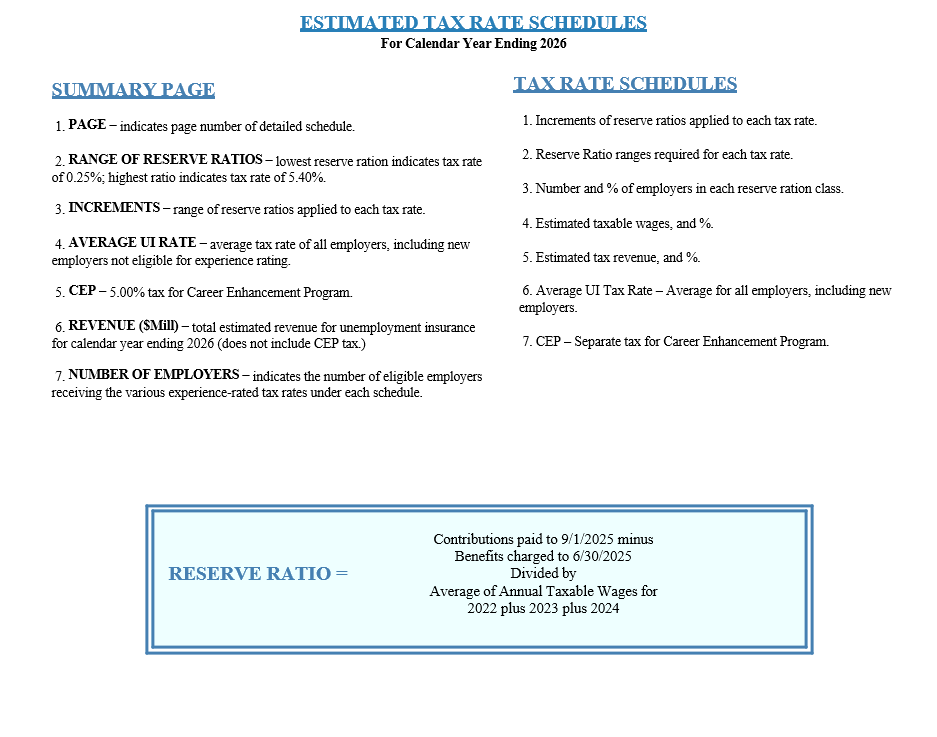 ESTIMATED TAX RATE SCHEDULES
For Calendar Year Ending 2026
SUMMARY PAGE
1. PAGE – indicates page number of detailed schedule.
2. RANGE OF RESERVE RATIOS – lowest reserve ration indicates tax rate
of 0.25%; highest ratio indicates tax rate of 5.40%.
3. INCREMENTS – range of reserve ratios applied to each tax rate.
4. AVERAGE UI RATE – average tax rate of all employers, including new
employers not eligible for experience rating.
5. CEP – 5.00% tax for Career Enhancement Program.
6. REVENUE ($Mill) – total estimated revenue for unemployment insurance
for calendar year ending 2026 (does not include CEP tax.)
7. NUMBER OF EMPLOYERS – indicates the number of eligible employers
receiving the various experience-rated tax rates under each schedule.
TAX RATE SCHEDULES
1. Increments of reserve ratios applied to each tax rate.
2. Reserve Ratio ranges required for each tax rate.
3. Number and % of employers in each reserve ration class.
4. Estimated taxable wages, and %.
5. Estimated tax revenue, and %.
6. Average UI Tax Rate – Average for all employers, including new
employers.
7. CEP – Separate tax for Career Enhancement Program.
RESERVE RATIO =
Contributions paid to 9/1/2025 minus
Benefits charged to 6/30/2025
Divided by
Average of Annual Taxable Wages for
2022 plus 2023 plus 2024